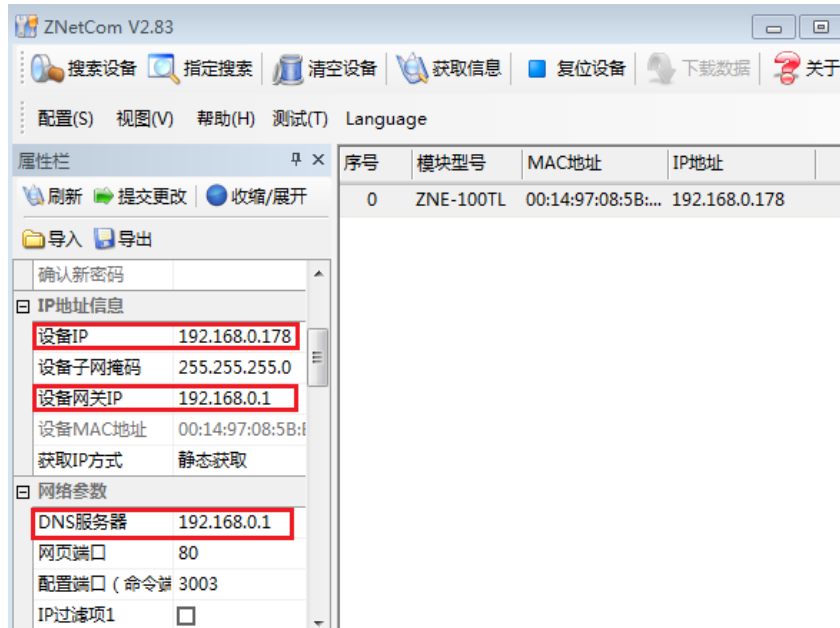 ZNetCom V2.83
搜索设备 指定搜索 清空设备 获取信息 复位设备 下载数据 关于
配置(S) 视图(V) 帮助(H) 测试(T) Language
属性栏
刷新 提交更改 收缩/展开
导入 导出
确认新密码
IP地址信息
设备IP 192.168.0.178
设备子网掩码 255.255.255.0
设备网关IP 192.168.0.1
设备MAC地址 00:14:97:08:5B:
获取IP方式 静态获取
网络参数
DNS服务器 192.168.0.1
网页端口 80
配置端口（命令端 3003
IP过滤项1
序号 模块型号 MAC地址 IP地址
0 ZNE-100TL 00:14:97:08:5B:... 192.168.0.178